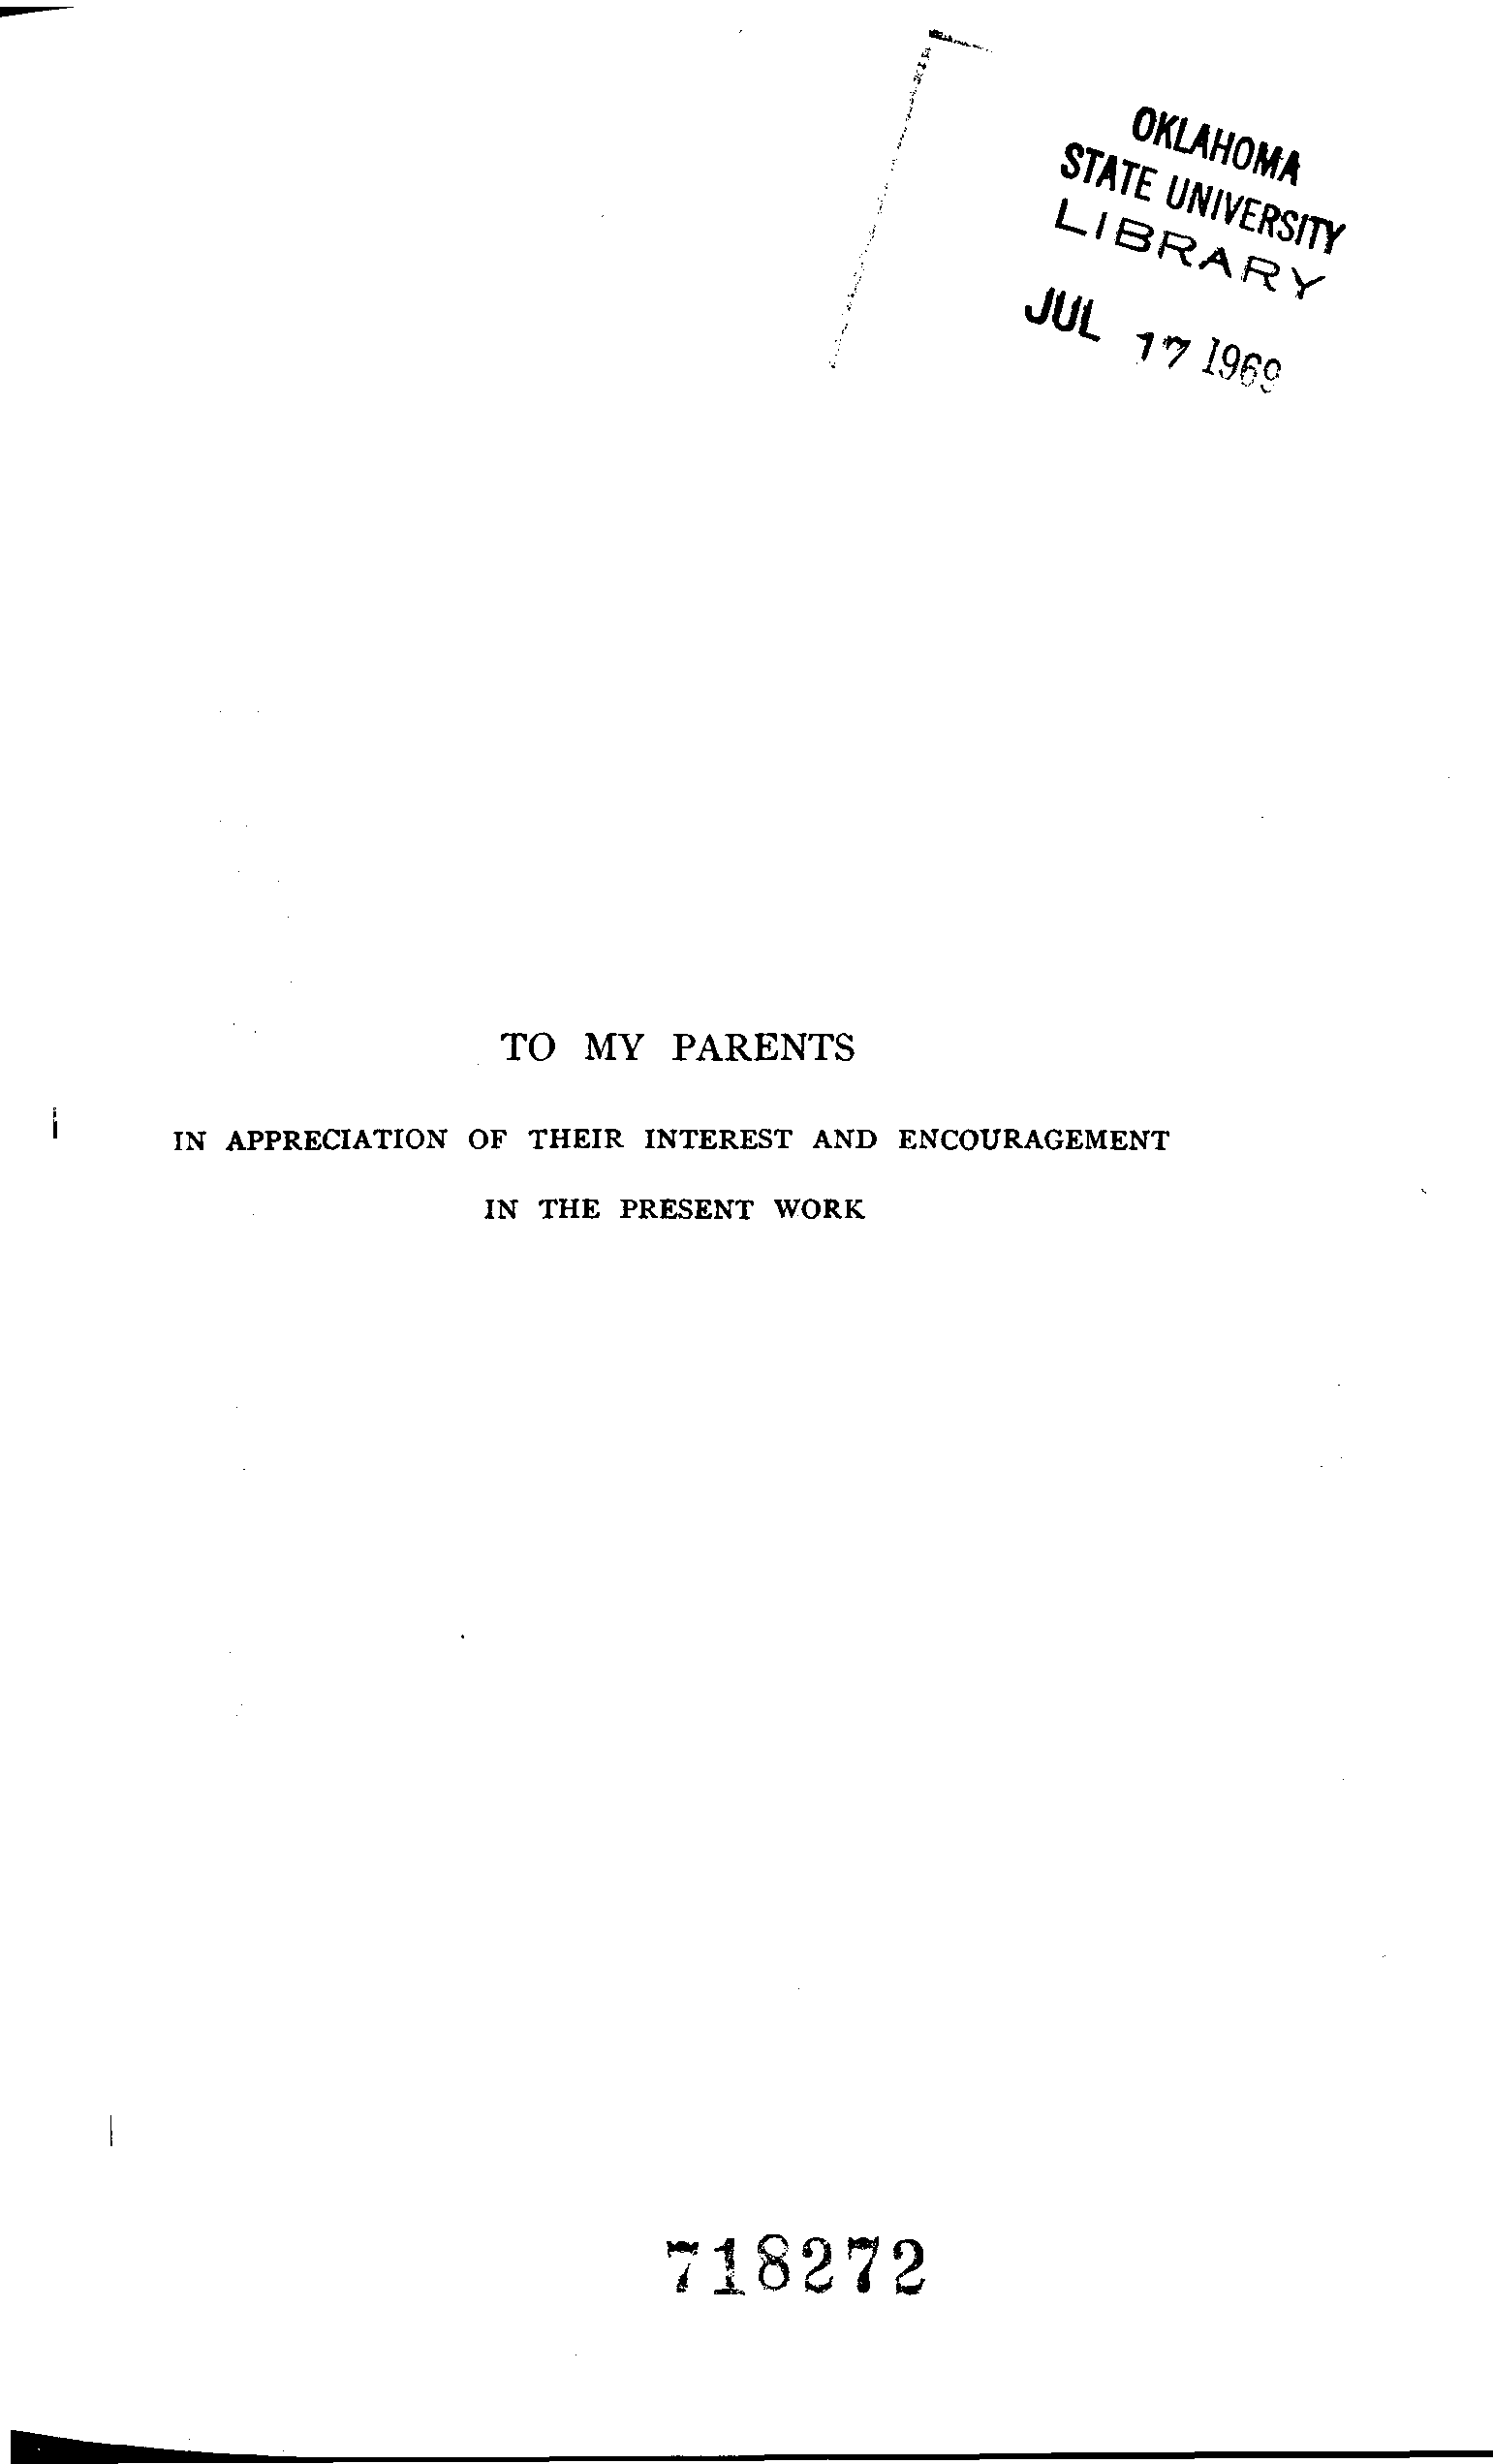 OKLAHOMA
STATE UNIVERSITY
LIBRARY
JUL 17 1969
TO MY PARENTS
IN APPRECIATION OF THEIR INTEREST AND ENCOURAGEMENT
IN THE PRESENT WORK
718272